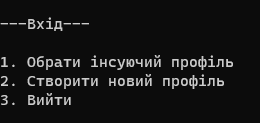 ---Вхід---
1. Обрати інсуючий профіль
2. Створити новий профіль
3. Вийти